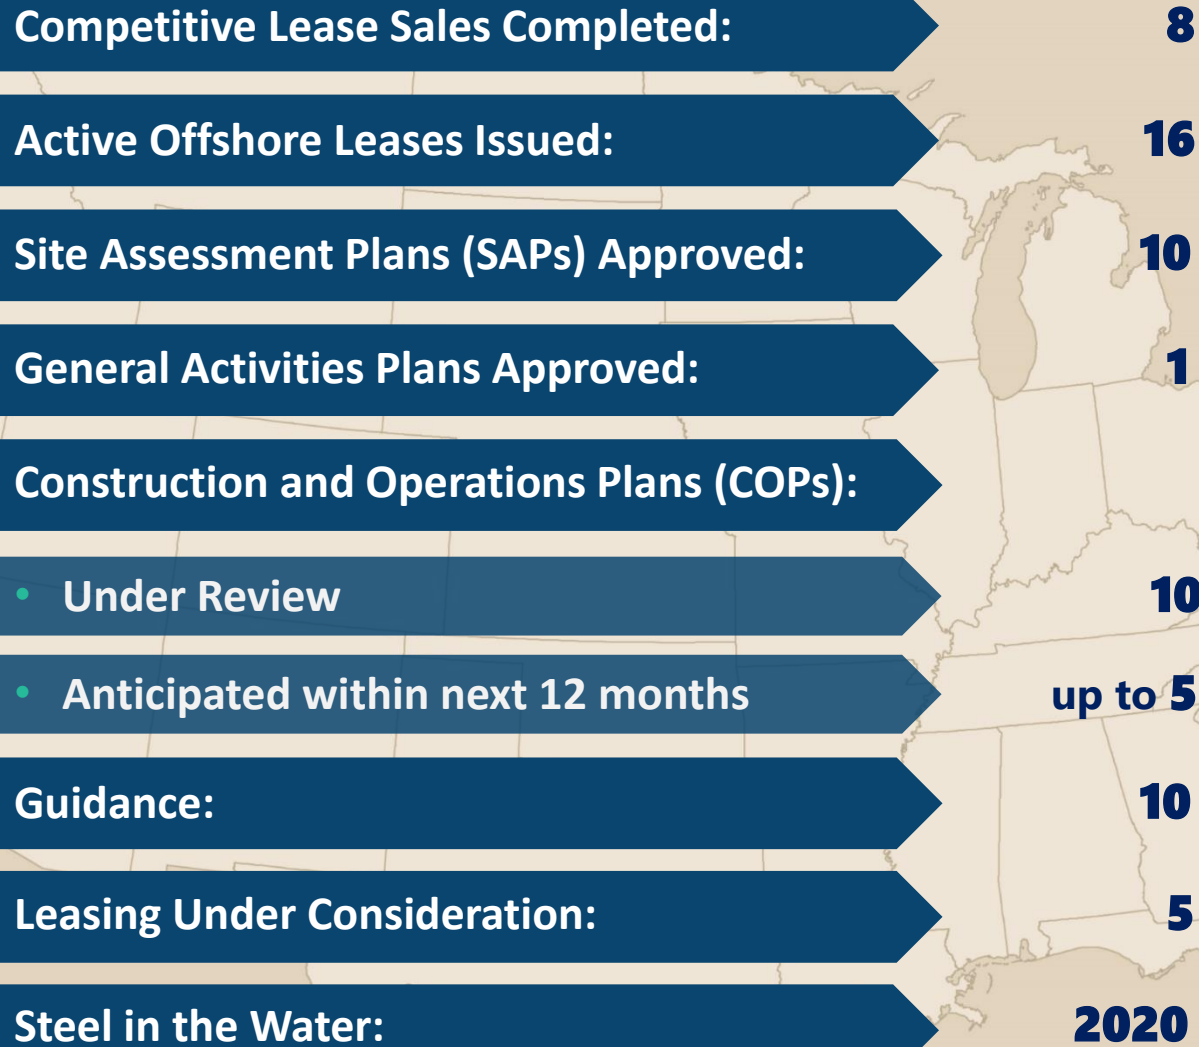 Competitive Lease Sales Completed: 8
Active Offshore Leases Issued: 16
Site Assessment Plans (SAPs) Approved: 10
General Activities Plans Approved: 1
Construction and Operations Plans (COPs):
• Under Review 10
• Anticipated within next 12 months up to 5
Guidance: 10
Leasing Under Consideration: 5
Steel in the Water: 2020